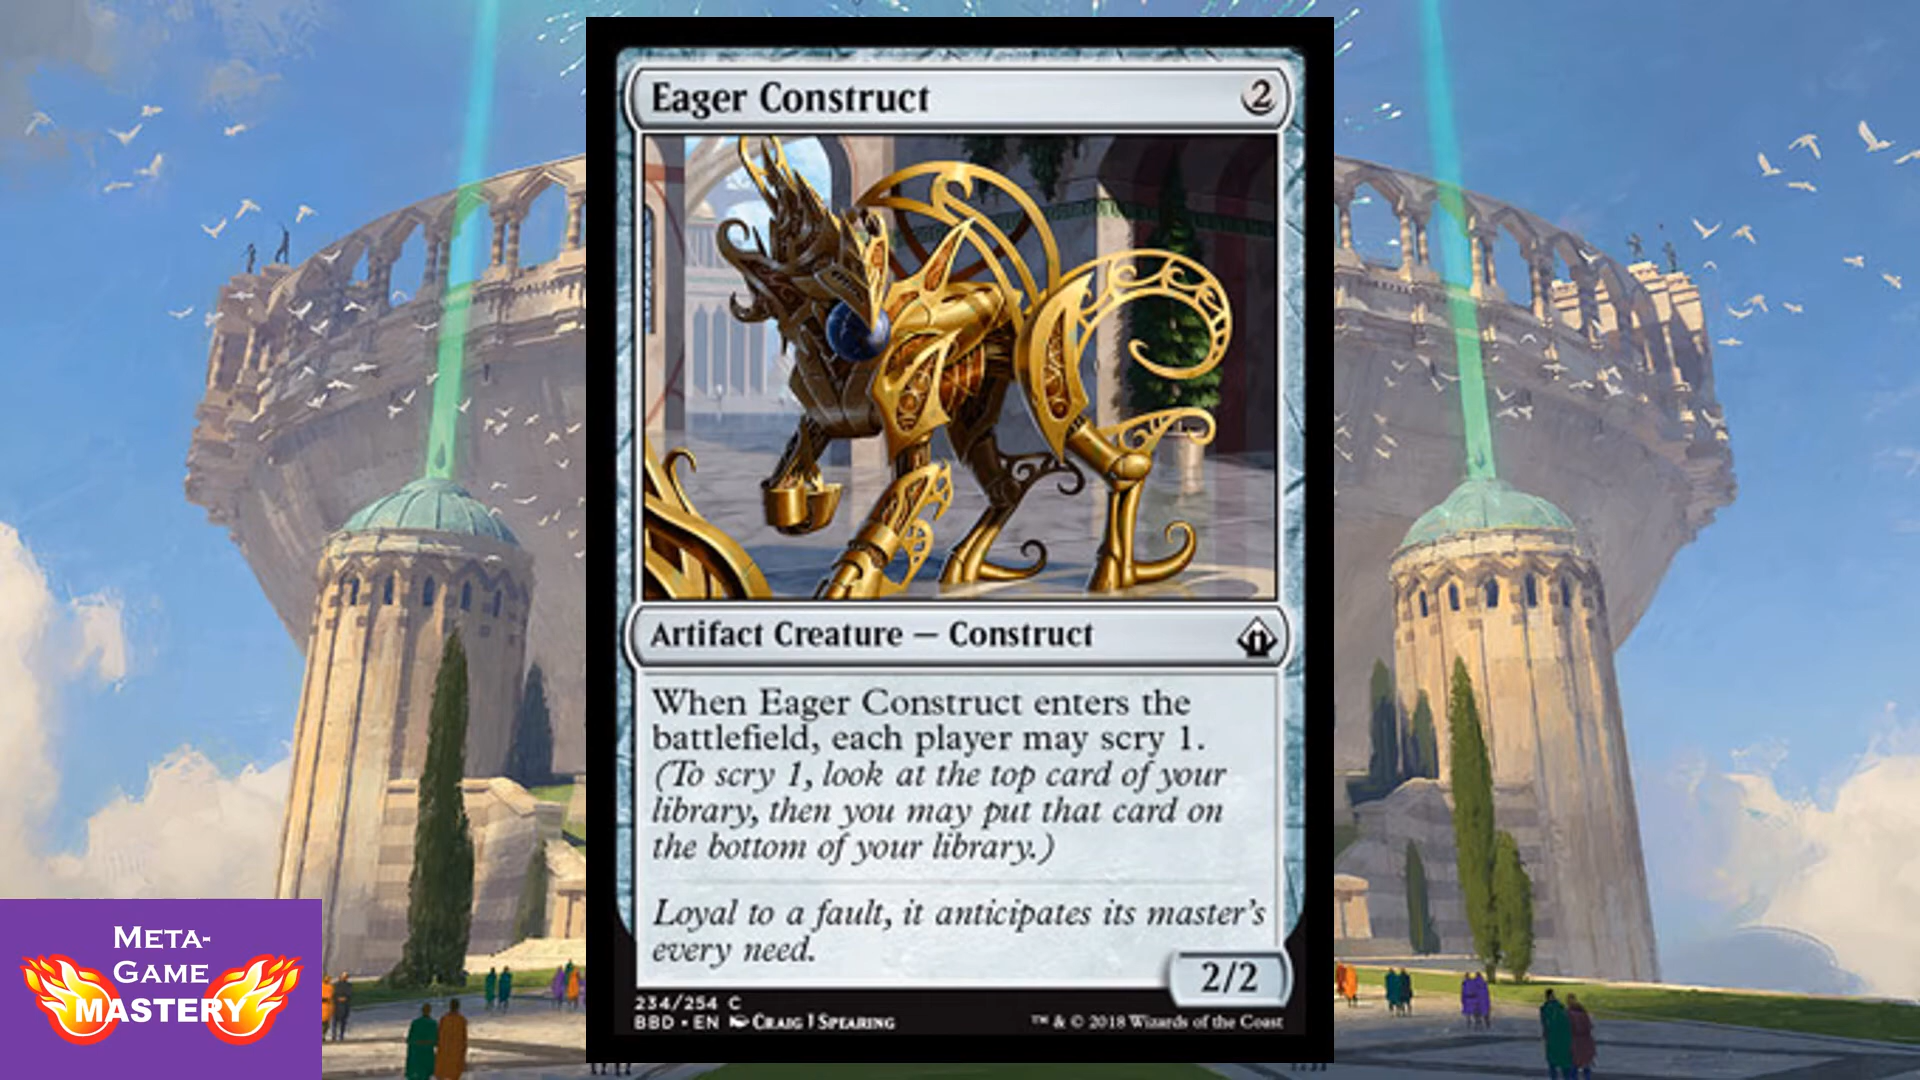 Eager Construct 2
Artifact Creature — Construct
When Eager Construct enters the
battlefield, each player may scry 1.
(To scry 1, look at the top card of your
library, then you may put that card on
the bottom of your library.)
Loyal to a fault, it anticipates its master's
every need.
2/2
234/254 C
BBD • EN Craig J Spearing
™ & © 2018 Wizards of the Coast
META-
GAME
MASTERY